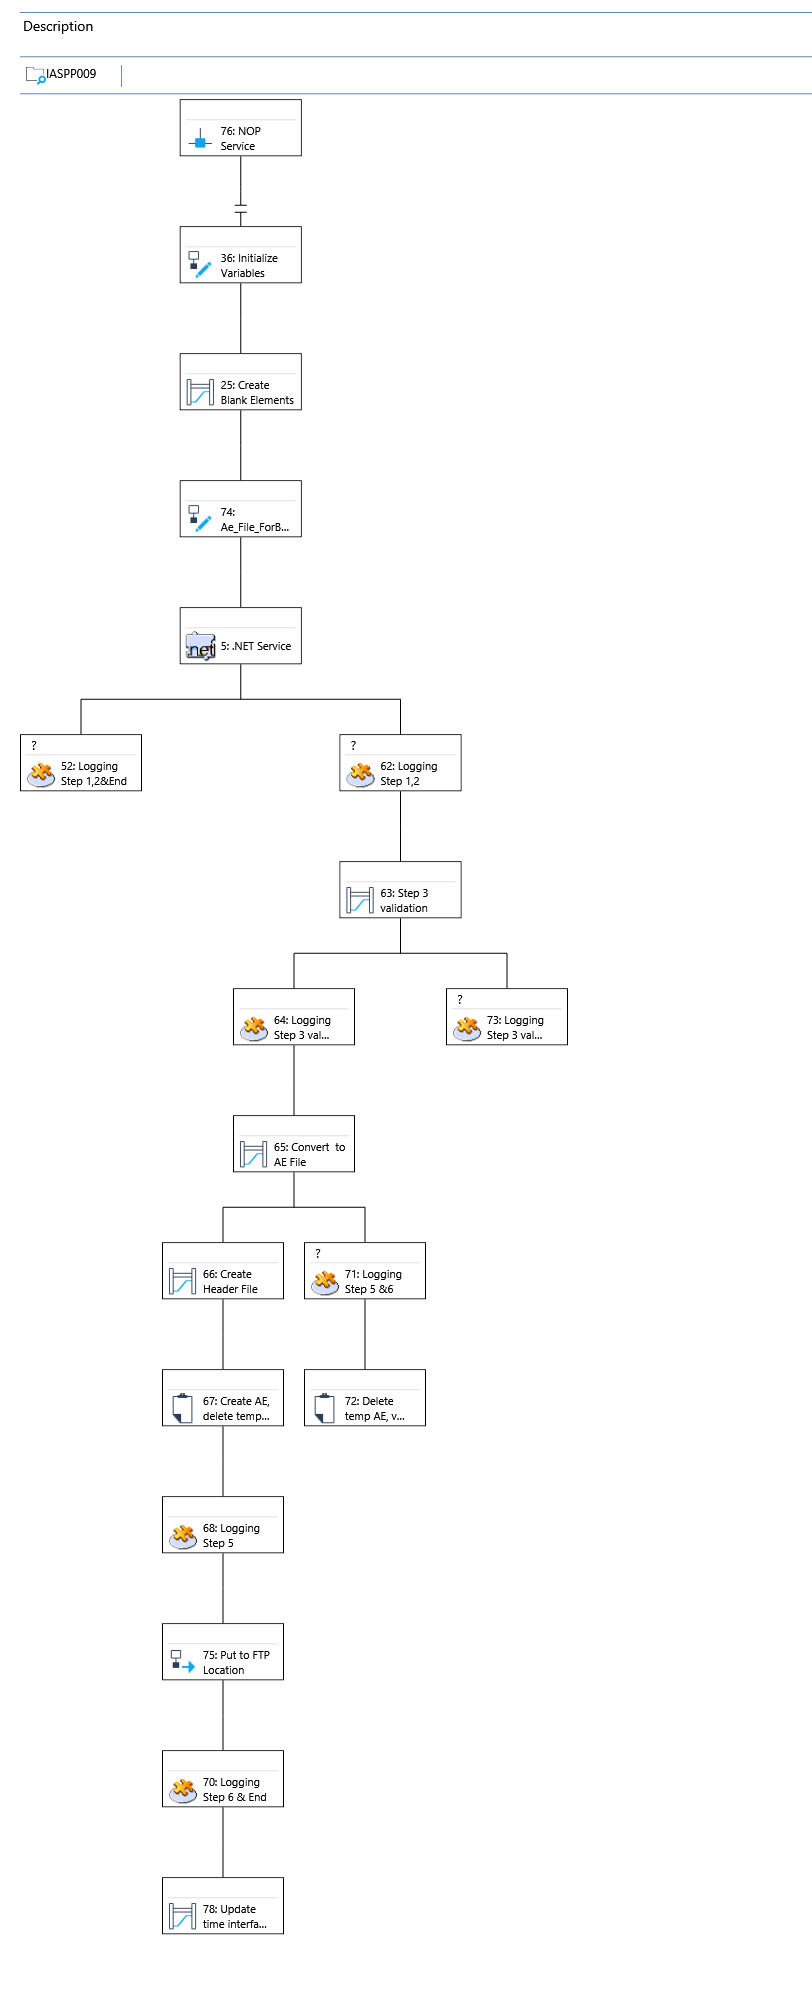 Description
IASPP009
76: NOP
Service
36: Initialize
Variables
25: Create
Blank Elements
74:
Ae_File_ForB...
.net
5: .NET Service
?
52: Logging
Step 1,2&End
?
62: Logging
Step 1,2
63: Step 3
validation
64: Logging
Step 3 val...
?
73: Logging
Step 3 val...
65: Convert  to
AE File
66: Create
Header File
?
71: Logging
Step 5 &6
67: Create AE,
delete temp...
72: Delete
temp AE, v...
68: Logging
Step 5
75: Put to FTP
Location
70: Logging
Step 6 & End
78: Update
time interfa...